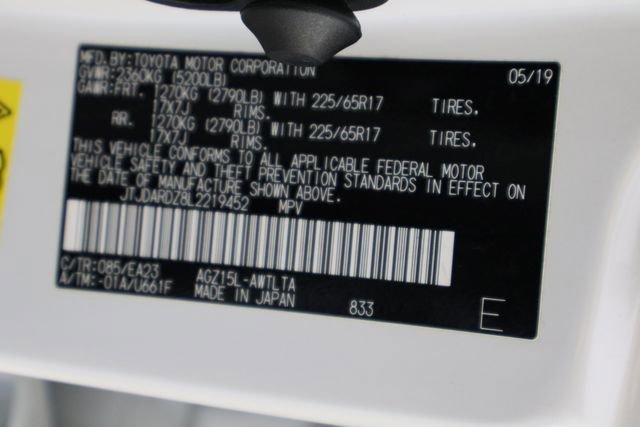 MFD.BY:TOYOTA MOTOR CORPORATION 05/19
GVWR:2360KG (5200LB)
GAWR:FRT. 1270KG (2790LB) WITH 225/65R17 TIRES.
17X7J RIMS.
RR. 1270KG (2790LB) WITH 225/65R17 TIRES.
17X7J RIMS.
THIS VEHICLE CONFORMS TO ALL APPLICABLE FEDERAL MOTOR
VEHICLE SAFETY AND THEFT PREVENTION STANDARDS IN EFFECT ON
THE DATE OF MANUFACTURE SHOWN ABOVE.
JTJDARDZ8L2219452 MPV
C/TR:085/EA23 AGZ15L-AWTLTA
A/TM:-01A/U661F MADE IN JAPAN 833 E